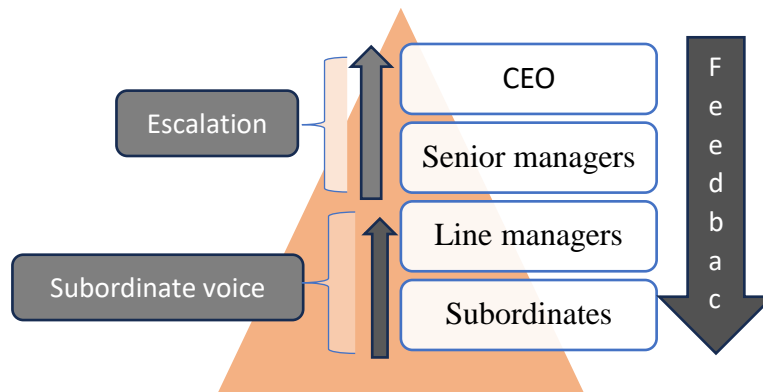 CEO
Escalation
Senior managers
Line managers
Subordinate voice
Subordinates
F
e
e
d
b
a
c